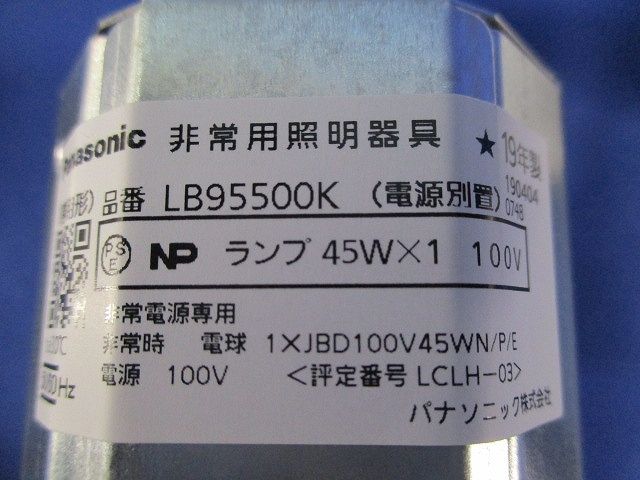 Panasonic 非常用照明器具 ★ 19年製
品番 LB95500K (電源別置) 190404 0748
PS E NP ランプ 45W×1 100V
非常電源専用
非常時 電球 1×JBD100V45WN/P/E
電源 100V <評定番号 LCLH-03>
Hz
パナソニック株式会社